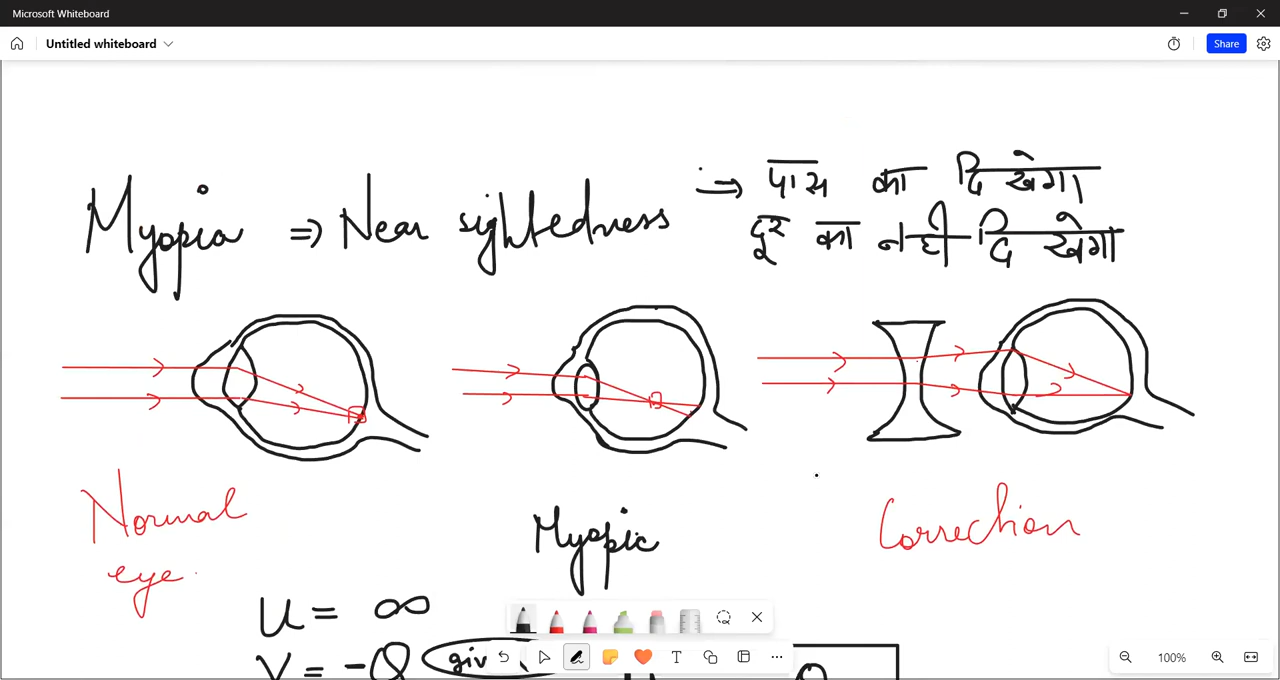 Microsoft Whiteboard
Untitled whiteboard
Share
Myopia ⇒ Near sightedness ⇒ पास का दिखेगा
दूर का नही दिखेगा
Normal eye
Myopic
Correction
u = ∞
100%